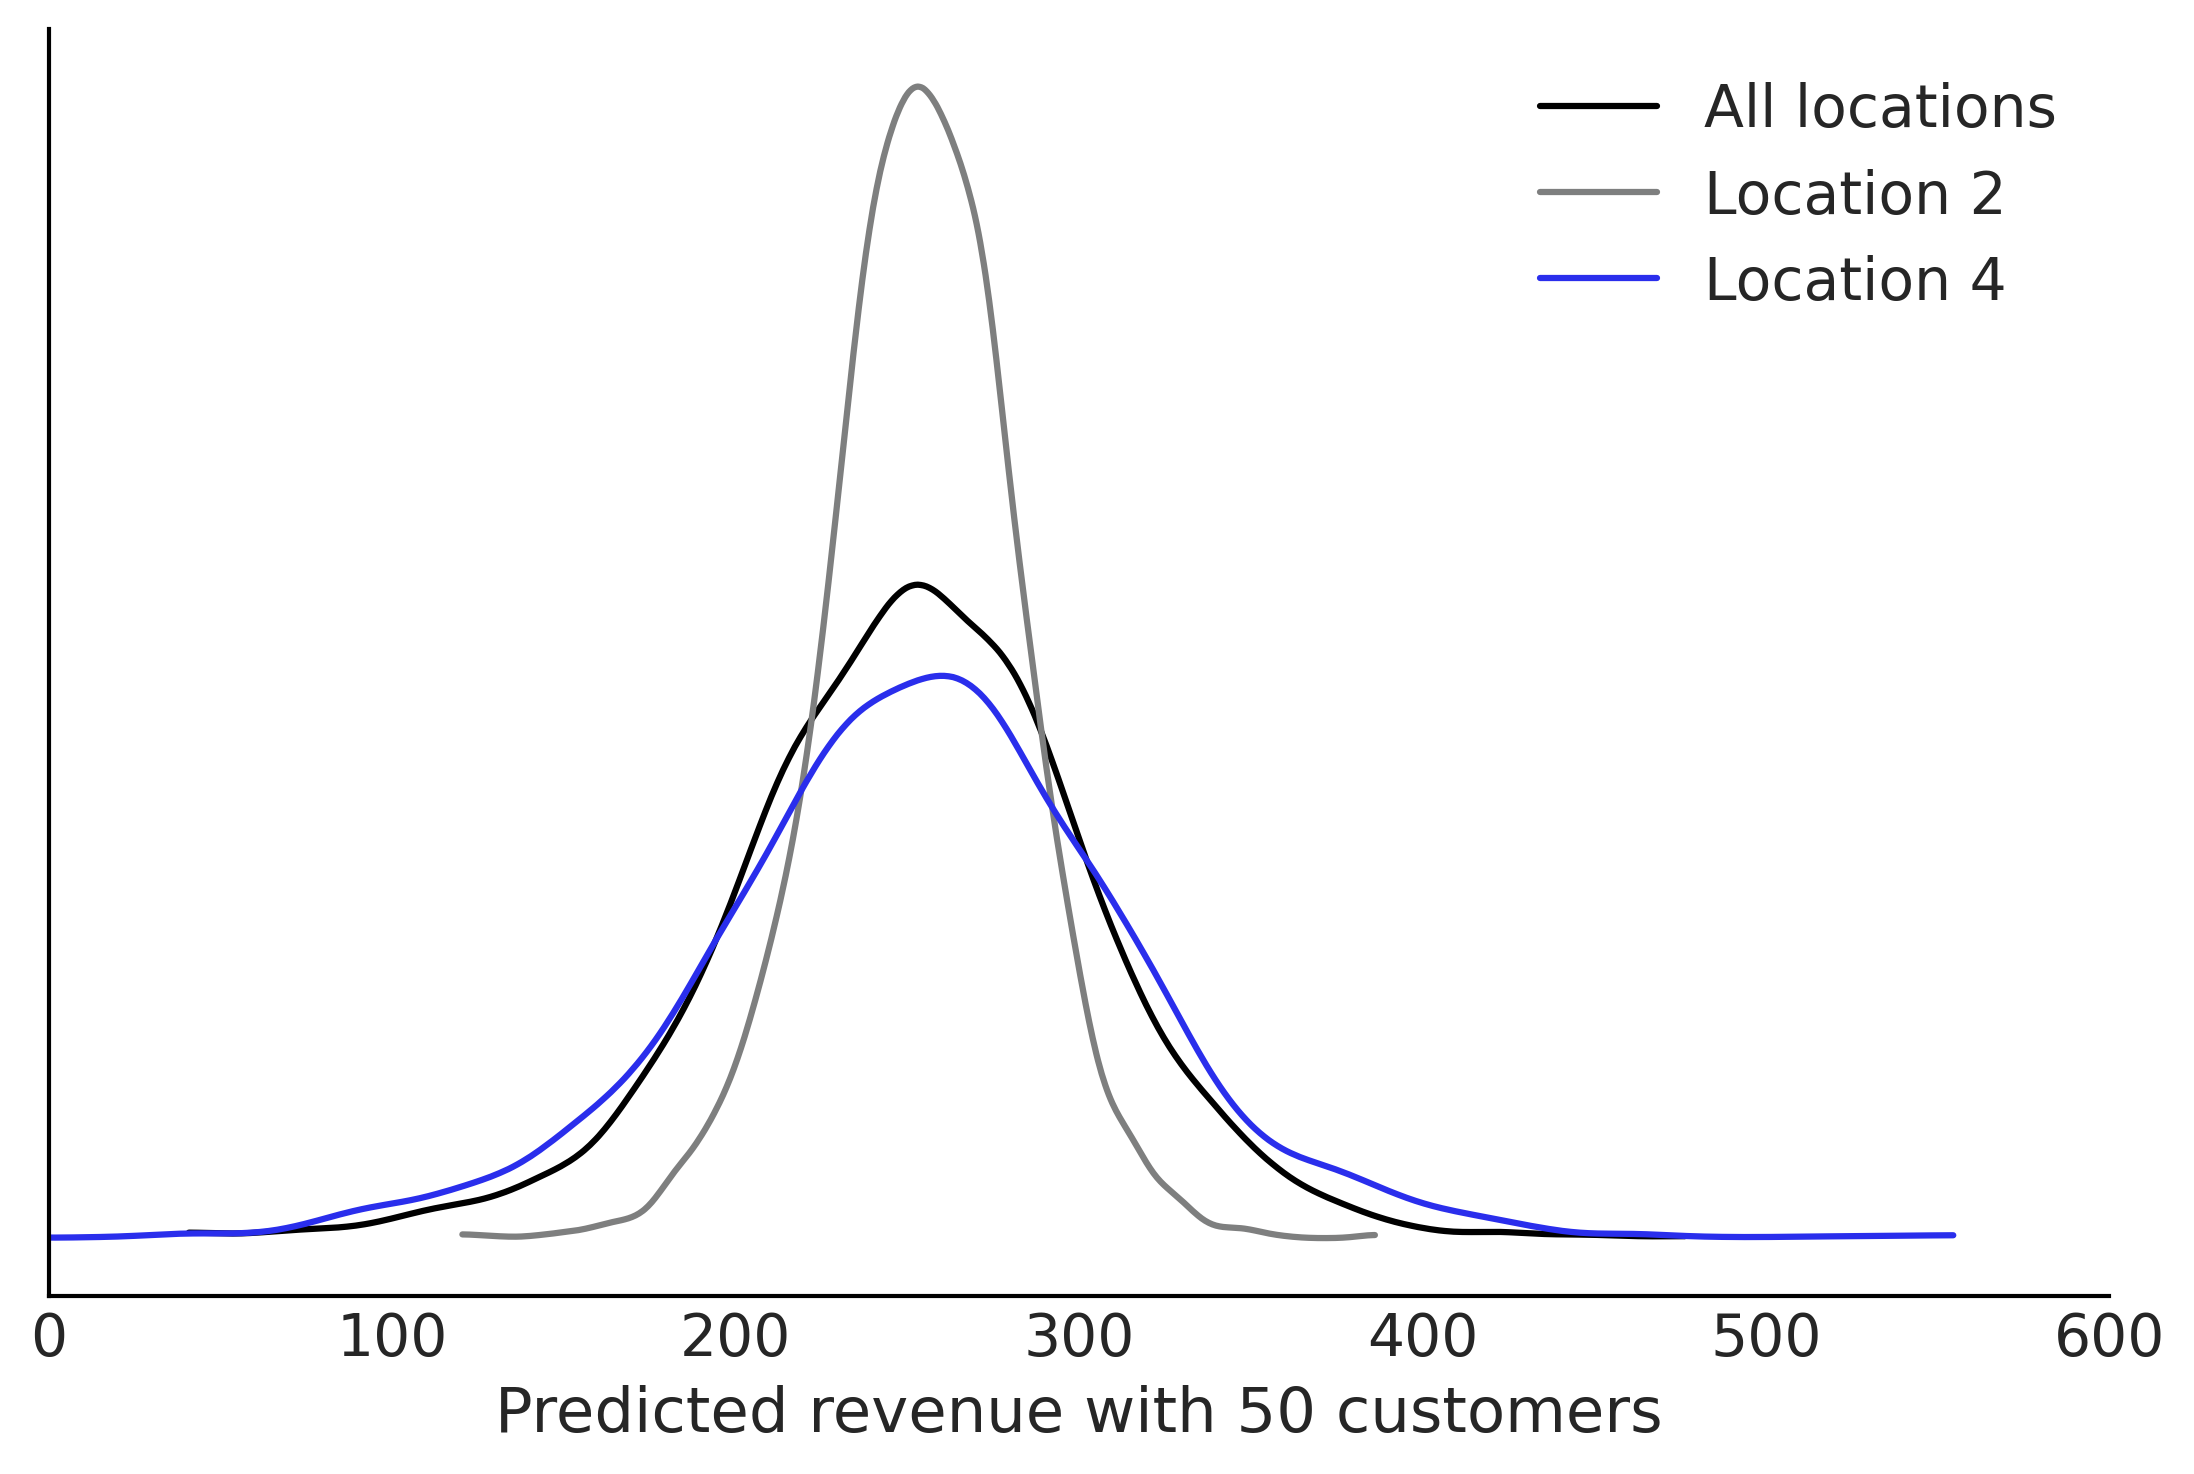 All locations
Location 2
Location 4
0 100 200 300 400 500 600
Predicted revenue with 50 customers